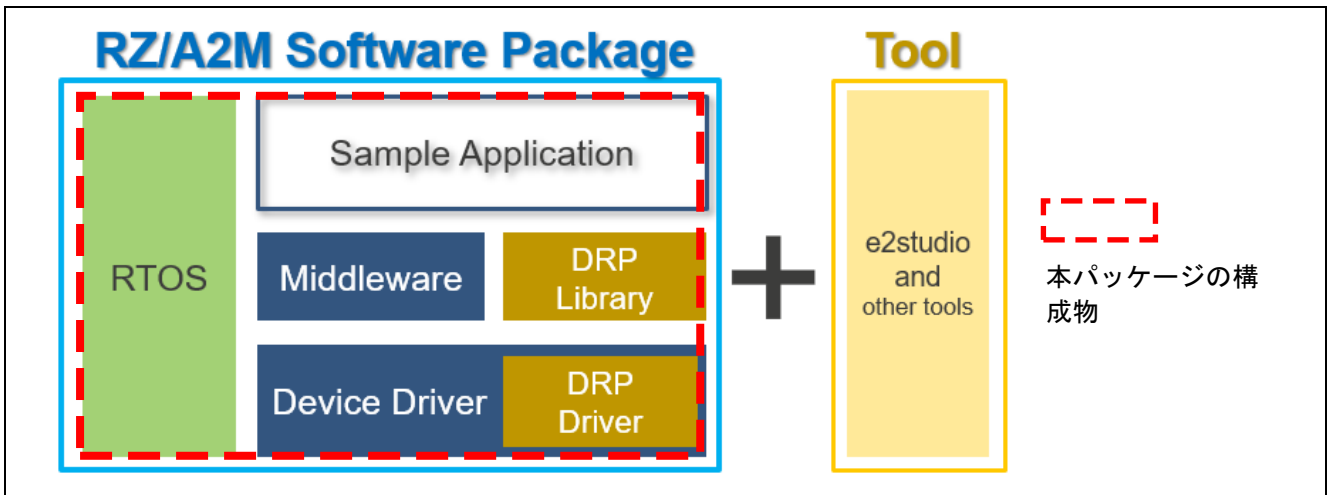 RZ/A2M Software Package
Tool
RTOS
Sample Application
Middleware
DRP
Library
Device Driver
DRP
Driver
+
e2studio
and
other tools
本パッケージの構
成物